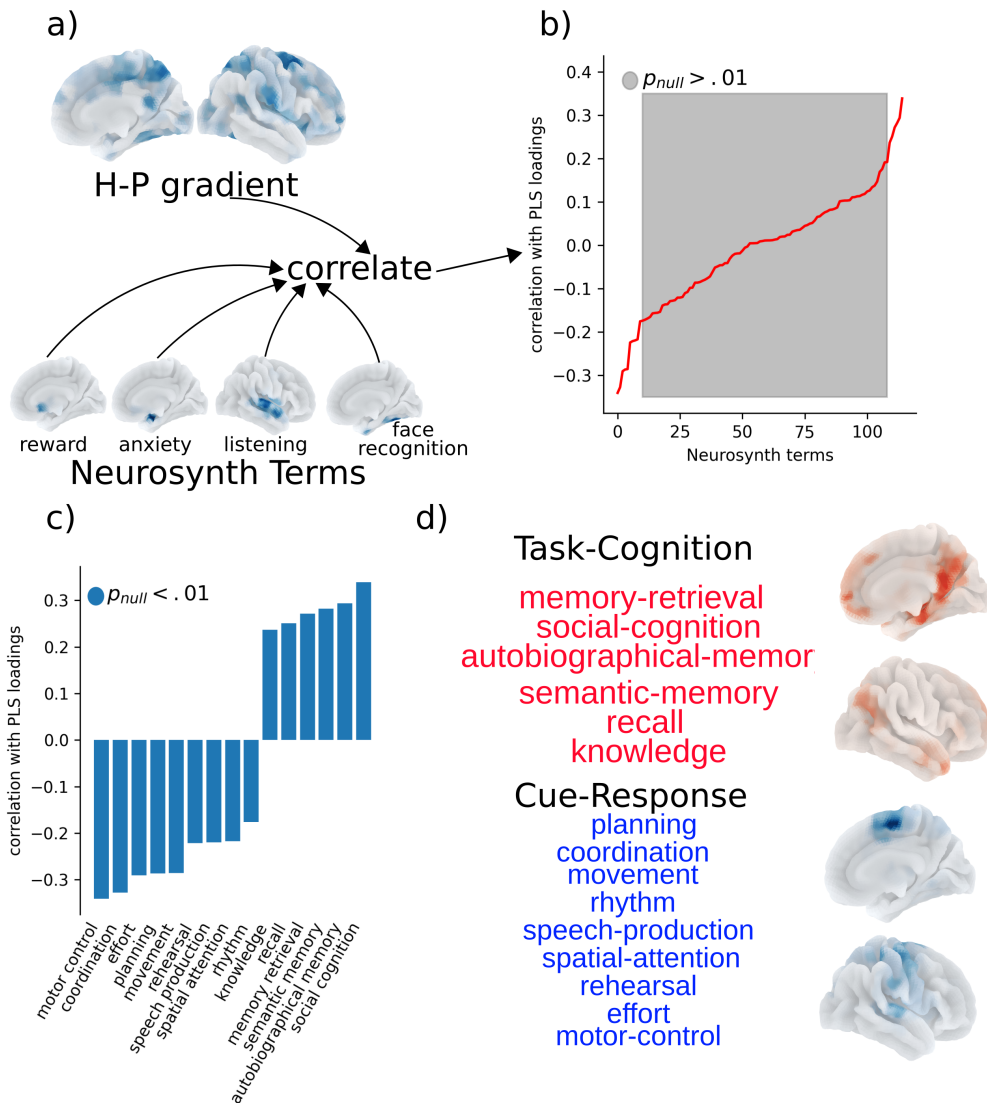 a)
H-P gradient
correlate
reward
anxiety
listening
face
recognition
Neurosynth Terms
b)
p_null > .01
correlation with PLS loadings
0.4
0.3
0.2
0.1
0.0
−0.1
−0.2
−0.3
0
25
50
75
100
Neurosynth terms
c)
p_null < .01
correlation with PLS loadings
0.3
0.2
0.1
0.0
−0.1
−0.2
−0.3
motor control
coordination
effort
planning
movement
rehearsal
speech production
spatial attention
rhythm
knowledge
recall
memory retrieval
semantic memory
autobiographical memory
social cognition
d)
Task-Cognition
memory-retrieval
social-cognition
autobiographical-memor
semantic-memory
recall
knowledge
Cue-Response
planning
coordination
movement
rhythm
speech-production
spatial-attention
rehearsal
effort
motor-control